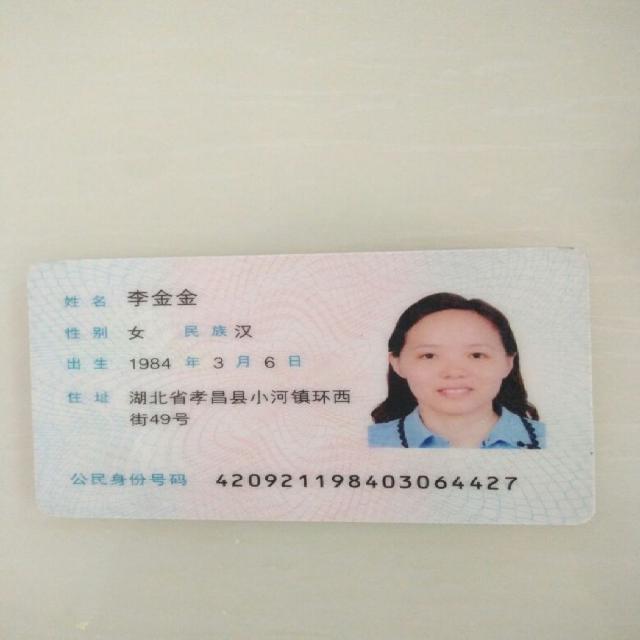 姓名 李金金
性别 女 民族 汉
出生 1984 年 3 月 6 日
住址 湖北省孝昌县小河镇环西
街49号
公民身份号码 420921198403064427